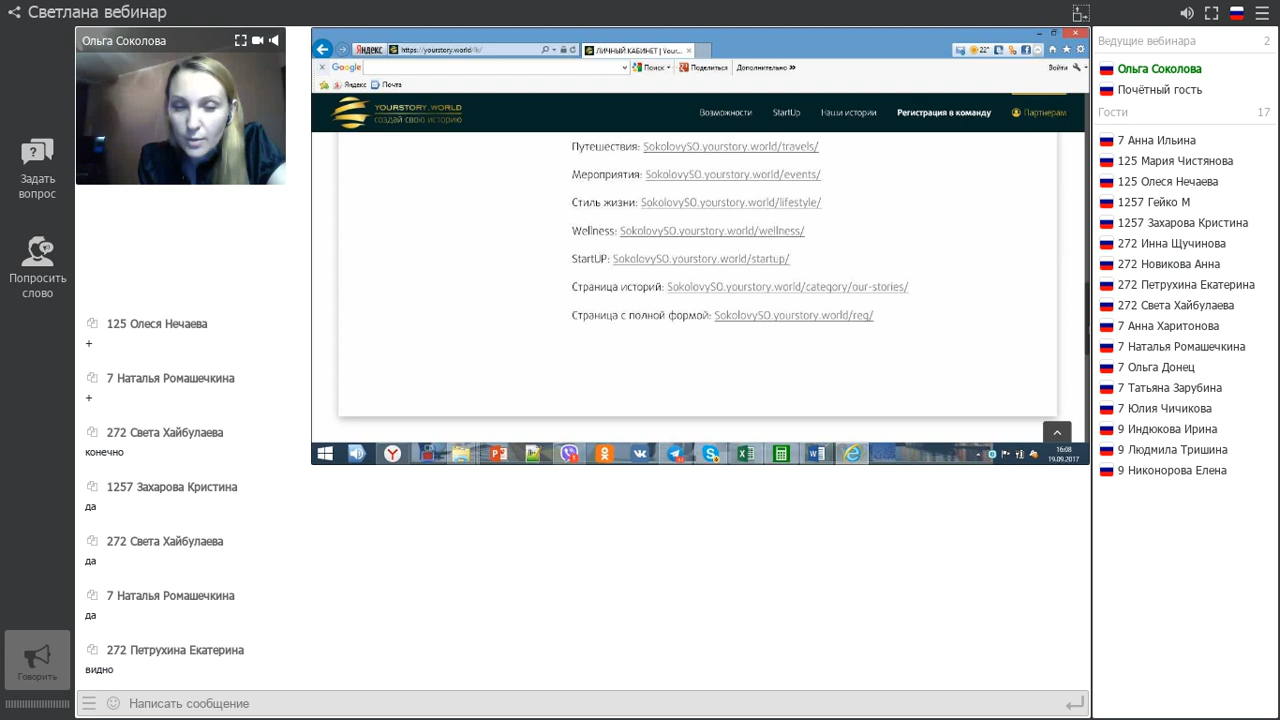 Светлана вебинар
Ольга Соколова
Задать
вопрос
Попросить
слово
Говорить
125 Олеся Нечаева
+
7 Наталья Ромашечкина
+
272 Света Хайбулаева
конечно
1257 Захарова Кристина
да
272 Света Хайбулаева
да
7 Наталья Ромашечкина
да
272 Петрухина Екатерина
видно
Написать сообщение
Яндекс
https://yourstory.world/lk/
ЛИЧНЫЙ КАБИНЕТ | Your...
22°
Google
Поиск
Поделиться
Дополнительно »
Войти
Яндекс
Почта
YOURSTORY.WORLD
создай свою историю
Возможности
StartUp
Наши истории
Регистрация в команду
Партнерам
Путешествия: SokolovySO.yourstory.world/travels/
Мероприятия: SokolovySO.yourstory.world/events/
Стиль жизни: SokolovySO.yourstory.world/lifestyle/
Wellness: SokolovySO.yourstory.world/wellness/
StartUP: SokolovySO.yourstory.world/startup/
Страница историй: SokolovySO.yourstory.world/category/our-stories/
Страница с полной формой: SokolovySO.yourstory.world/reg/
16:08
19.09.2017
Ведущие вебинара 2
Ольга Соколова
Почётный гость
Гости 17
7 Анна Ильина
125 Мария Чистянова
125 Олеся Нечаева
1257 Гейко М
1257 Захарова Кристина
272 Инна Щучинова
272 Новикова Анна
272 Петрухина Екатерина
272 Света Хайбулаева
7 Анна Харитонова
7 Наталья Ромашечкина
7 Ольга Донец
7 Татьяна Зарубина
7 Юлия Чичикова
9 Индюкова Ирина
9 Людмила Тришина
9 Никонорова Елена